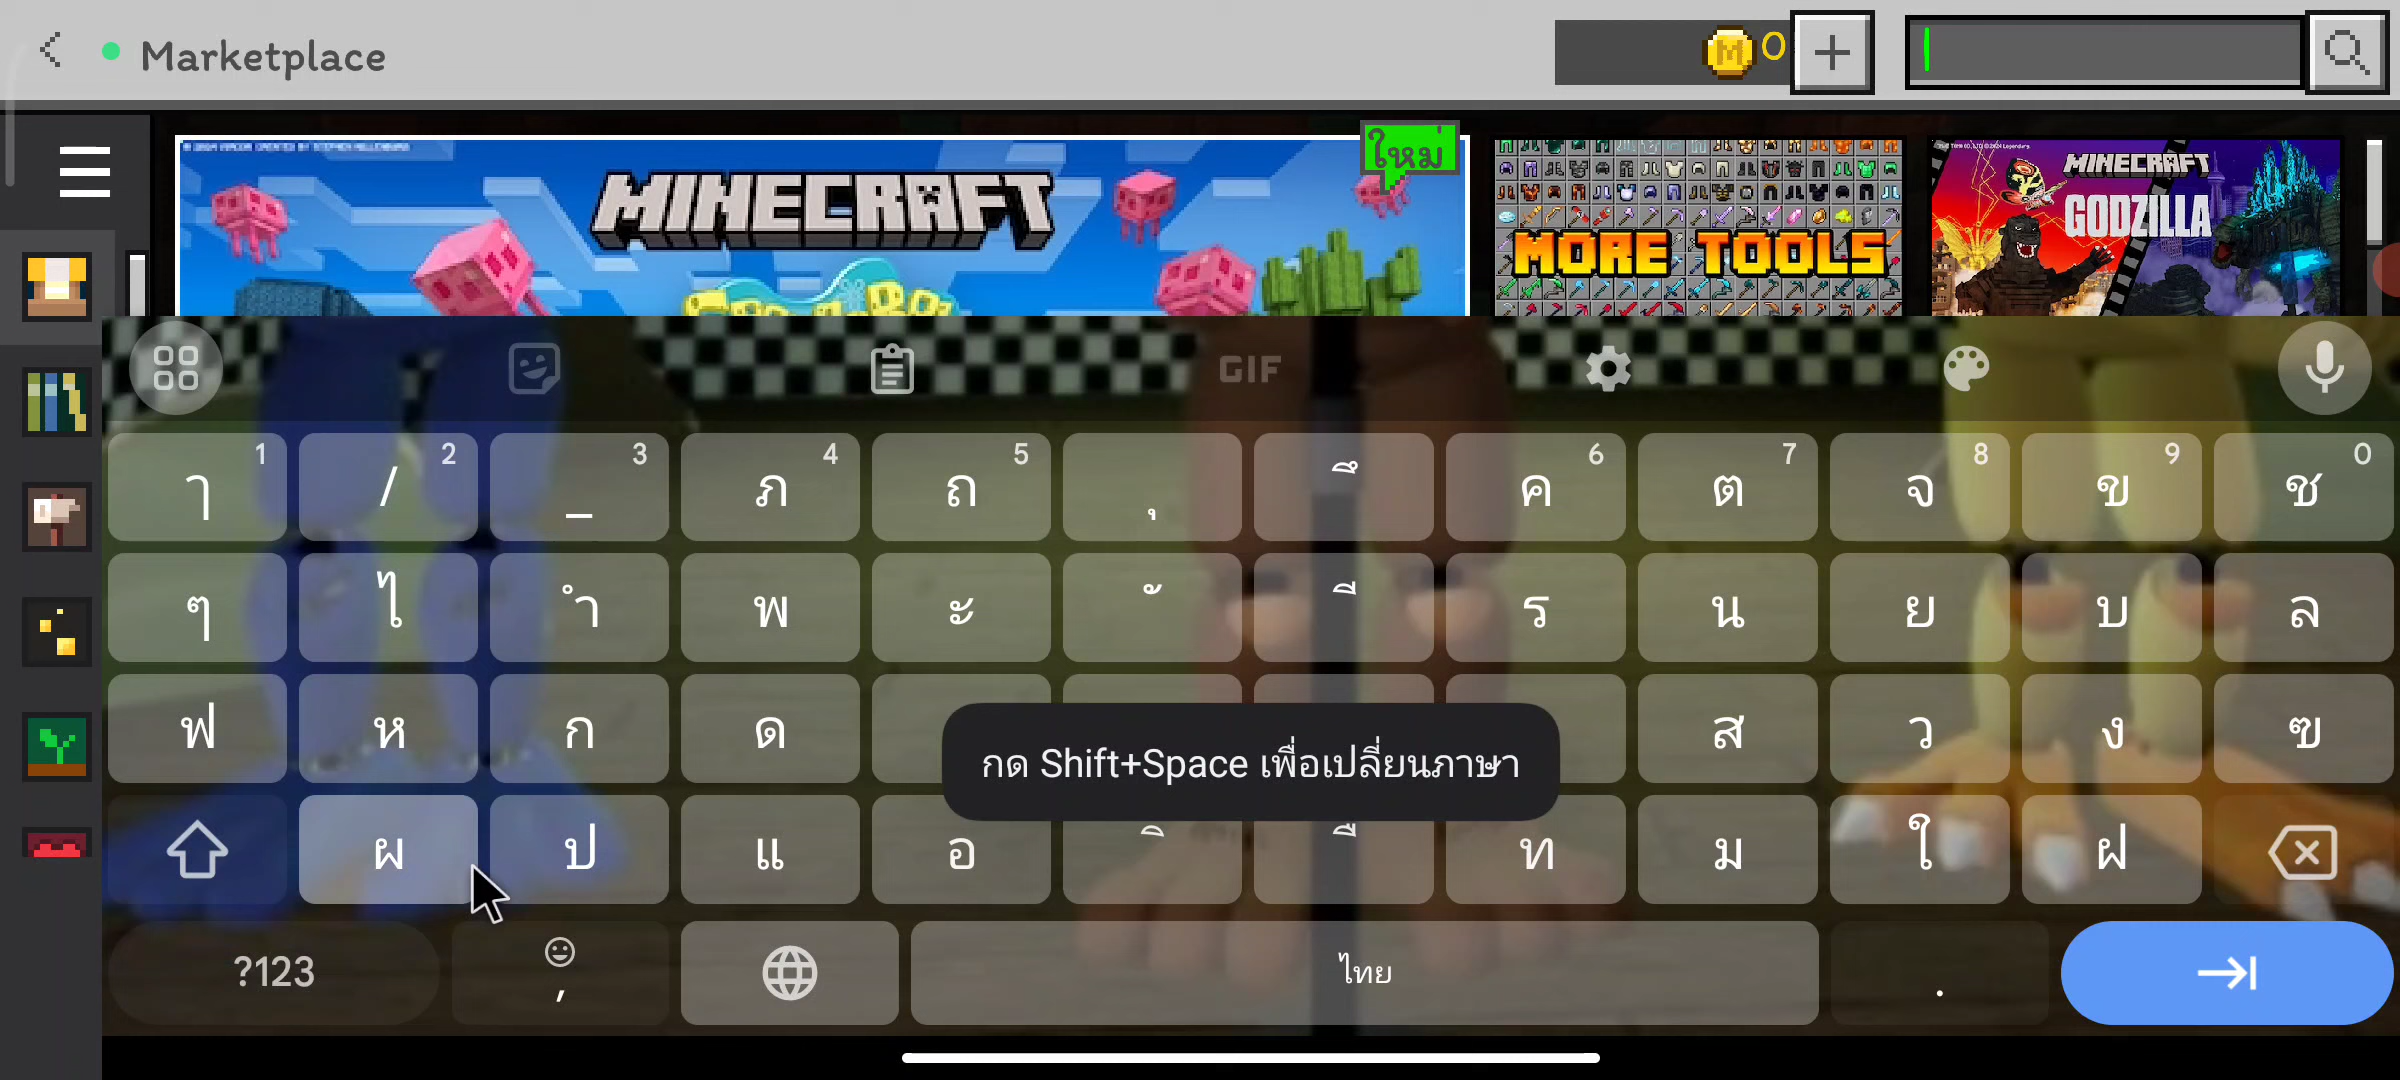 Marketplace
0
ใหม่
MINECRAFT
MORE TOOLS
MINECRAFT
GODZILLA
GIF
ๅ 1 / 2 _ 3 ภ 4 ถ 5 ุ ึ ค 6 ต 7 จ 8 ข 9 ช 0
ๆ ไ ำ พ ะ ั ี ร น ย บ ล
ฟ ห ก ด ส ว ง ฃ
กด Shift+Space เพื่อเปลี่ยนภาษา
ผ ป แ อ ิ ื ท ม ใ ฝ
?123 , ไทย .